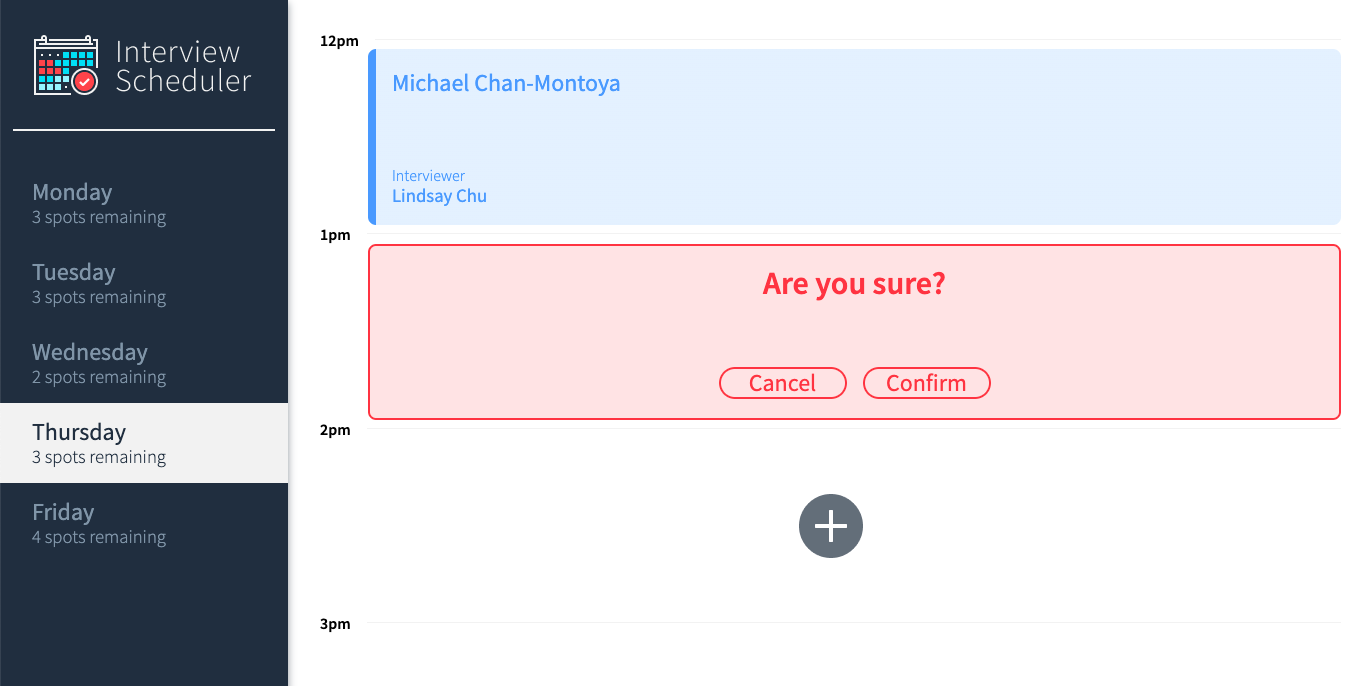 Interview
Scheduler
Monday
3 spots remaining
Tuesday
3 spots remaining
Wednesday
2 spots remaining
Thursday
3 spots remaining
Friday
4 spots remaining
12pm
Michael Chan-Montoya
Interviewer
Lindsay Chu
1pm
Are you sure?
Cancel Confirm
2pm
3pm